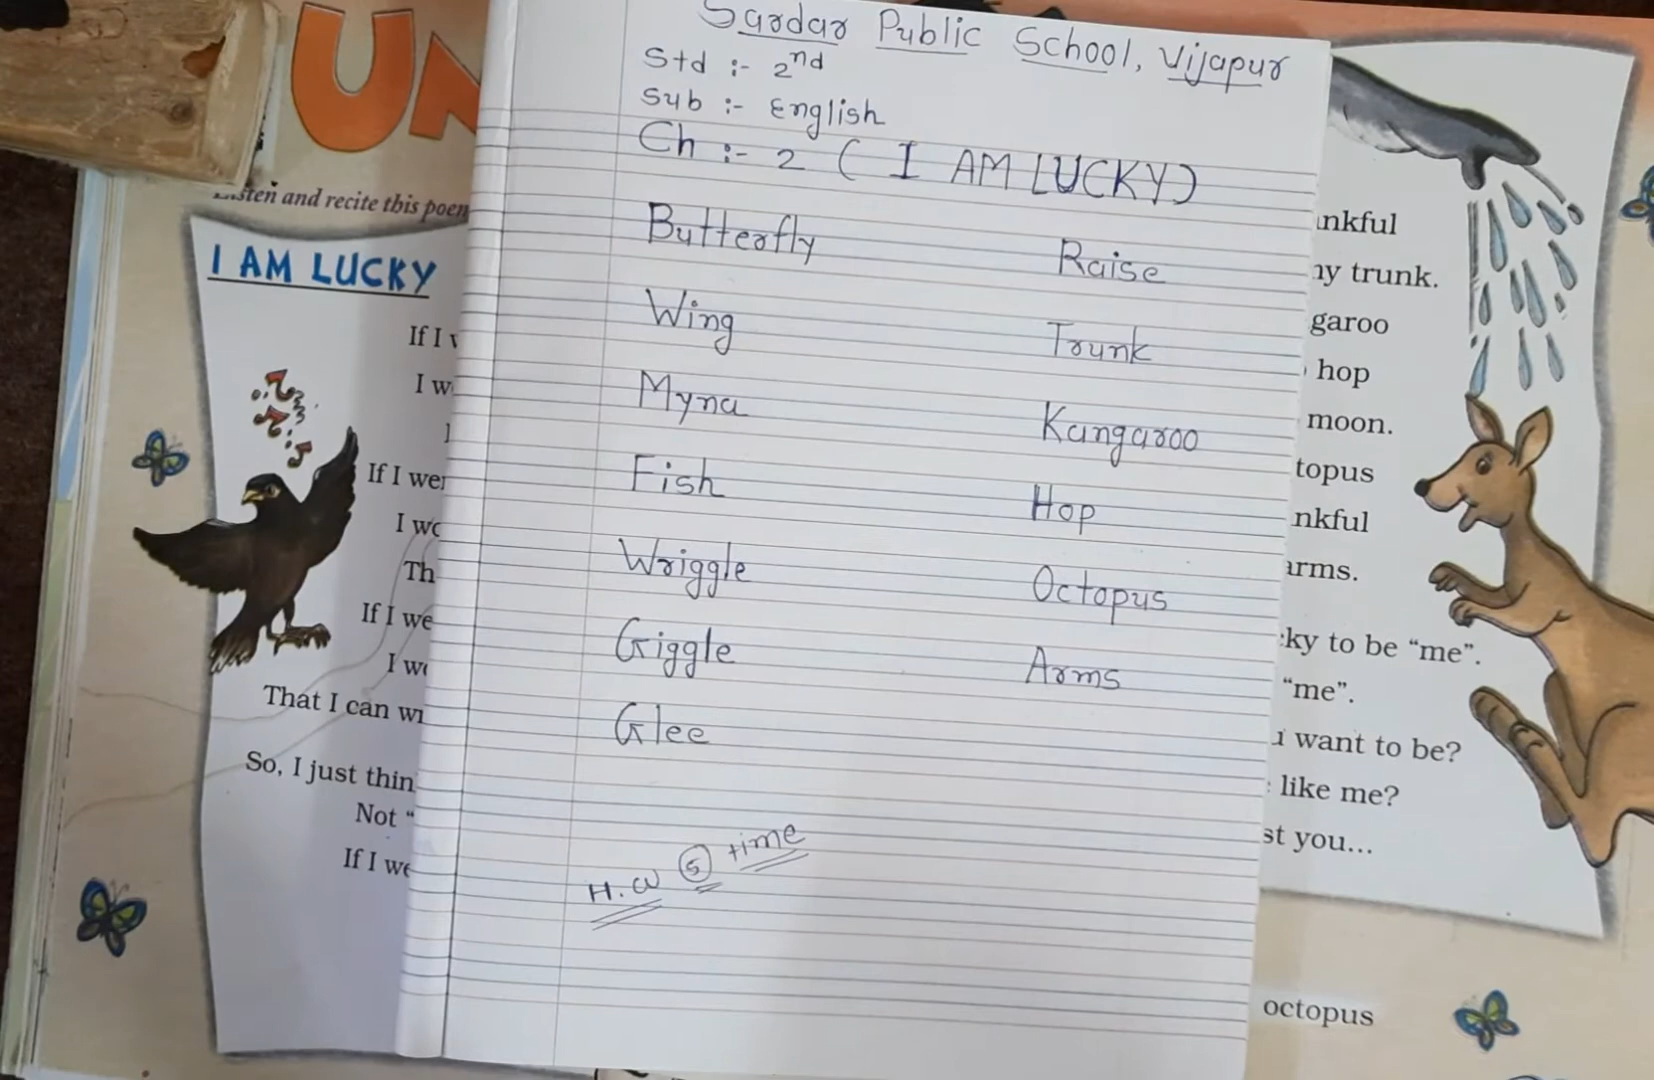 Sardar Public School, Vijapur
Std :- 2nd
Sub :- English
Ch :- 2 ( I AM LUCKY)
Butterfly
Wing
Myna
Fish
Wriggle
Giggle
Glee
Raise
Trunk
Kangaroo
Hop
Octopus
Arms
H.W 5 time
UN
Listen and recite this poem
I AM LUCKY
If I
I w
If I wer
I wo
Th
If I we
I wo
That I can wr
So, I just thin
Not "
If I we
nkful
my trunk.
garoo
hop
moon.
topus
nkful
arms.
ky to be "me".
"me".
u want to be?
like me?
st you...
octopus